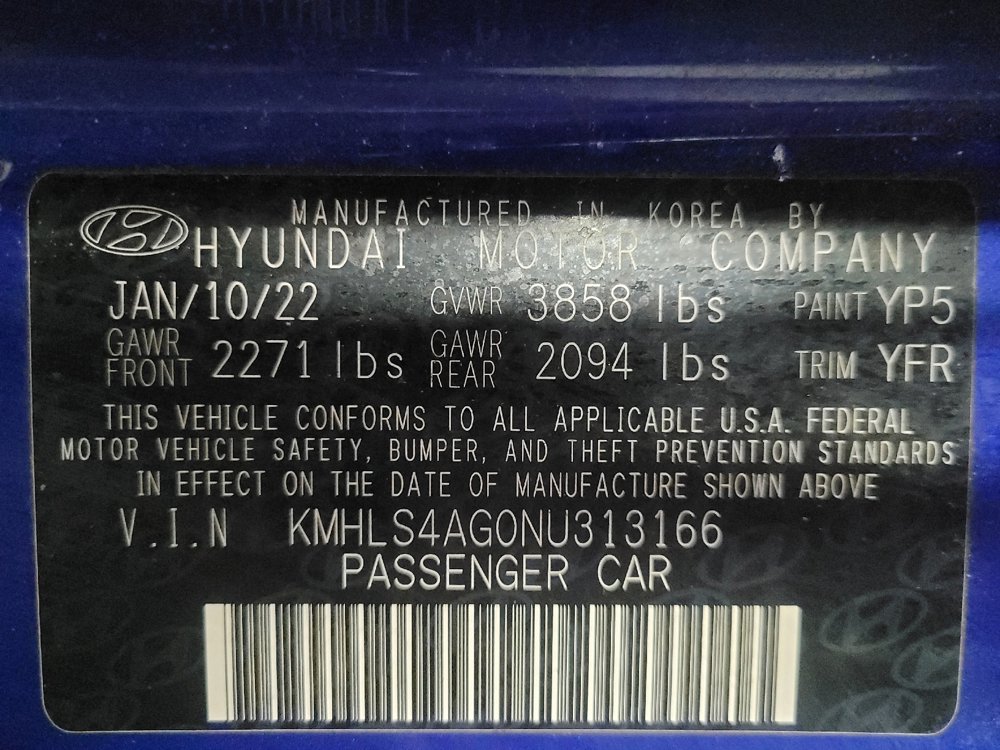 MANUFACTURED IN KOREA BY
HYUNDAI MOTOR COMPANY
JAN/10/22 GVWR 3858 lbs PAINT YP5
GAWR FRONT 2271 lbs GAWR REAR 2094 lbs TRIM YFR
THIS VEHICLE CONFORMS TO ALL APPLICABLE U.S.A. FEDERAL
MOTOR VEHICLE SAFETY, BUMPER, AND THEFT PREVENTION STANDARDS
IN EFFECT ON THE DATE OF MANUFACTURE SHOWN ABOVE
V.I.N KMHLS4AG0NU313166
PASSENGER CAR